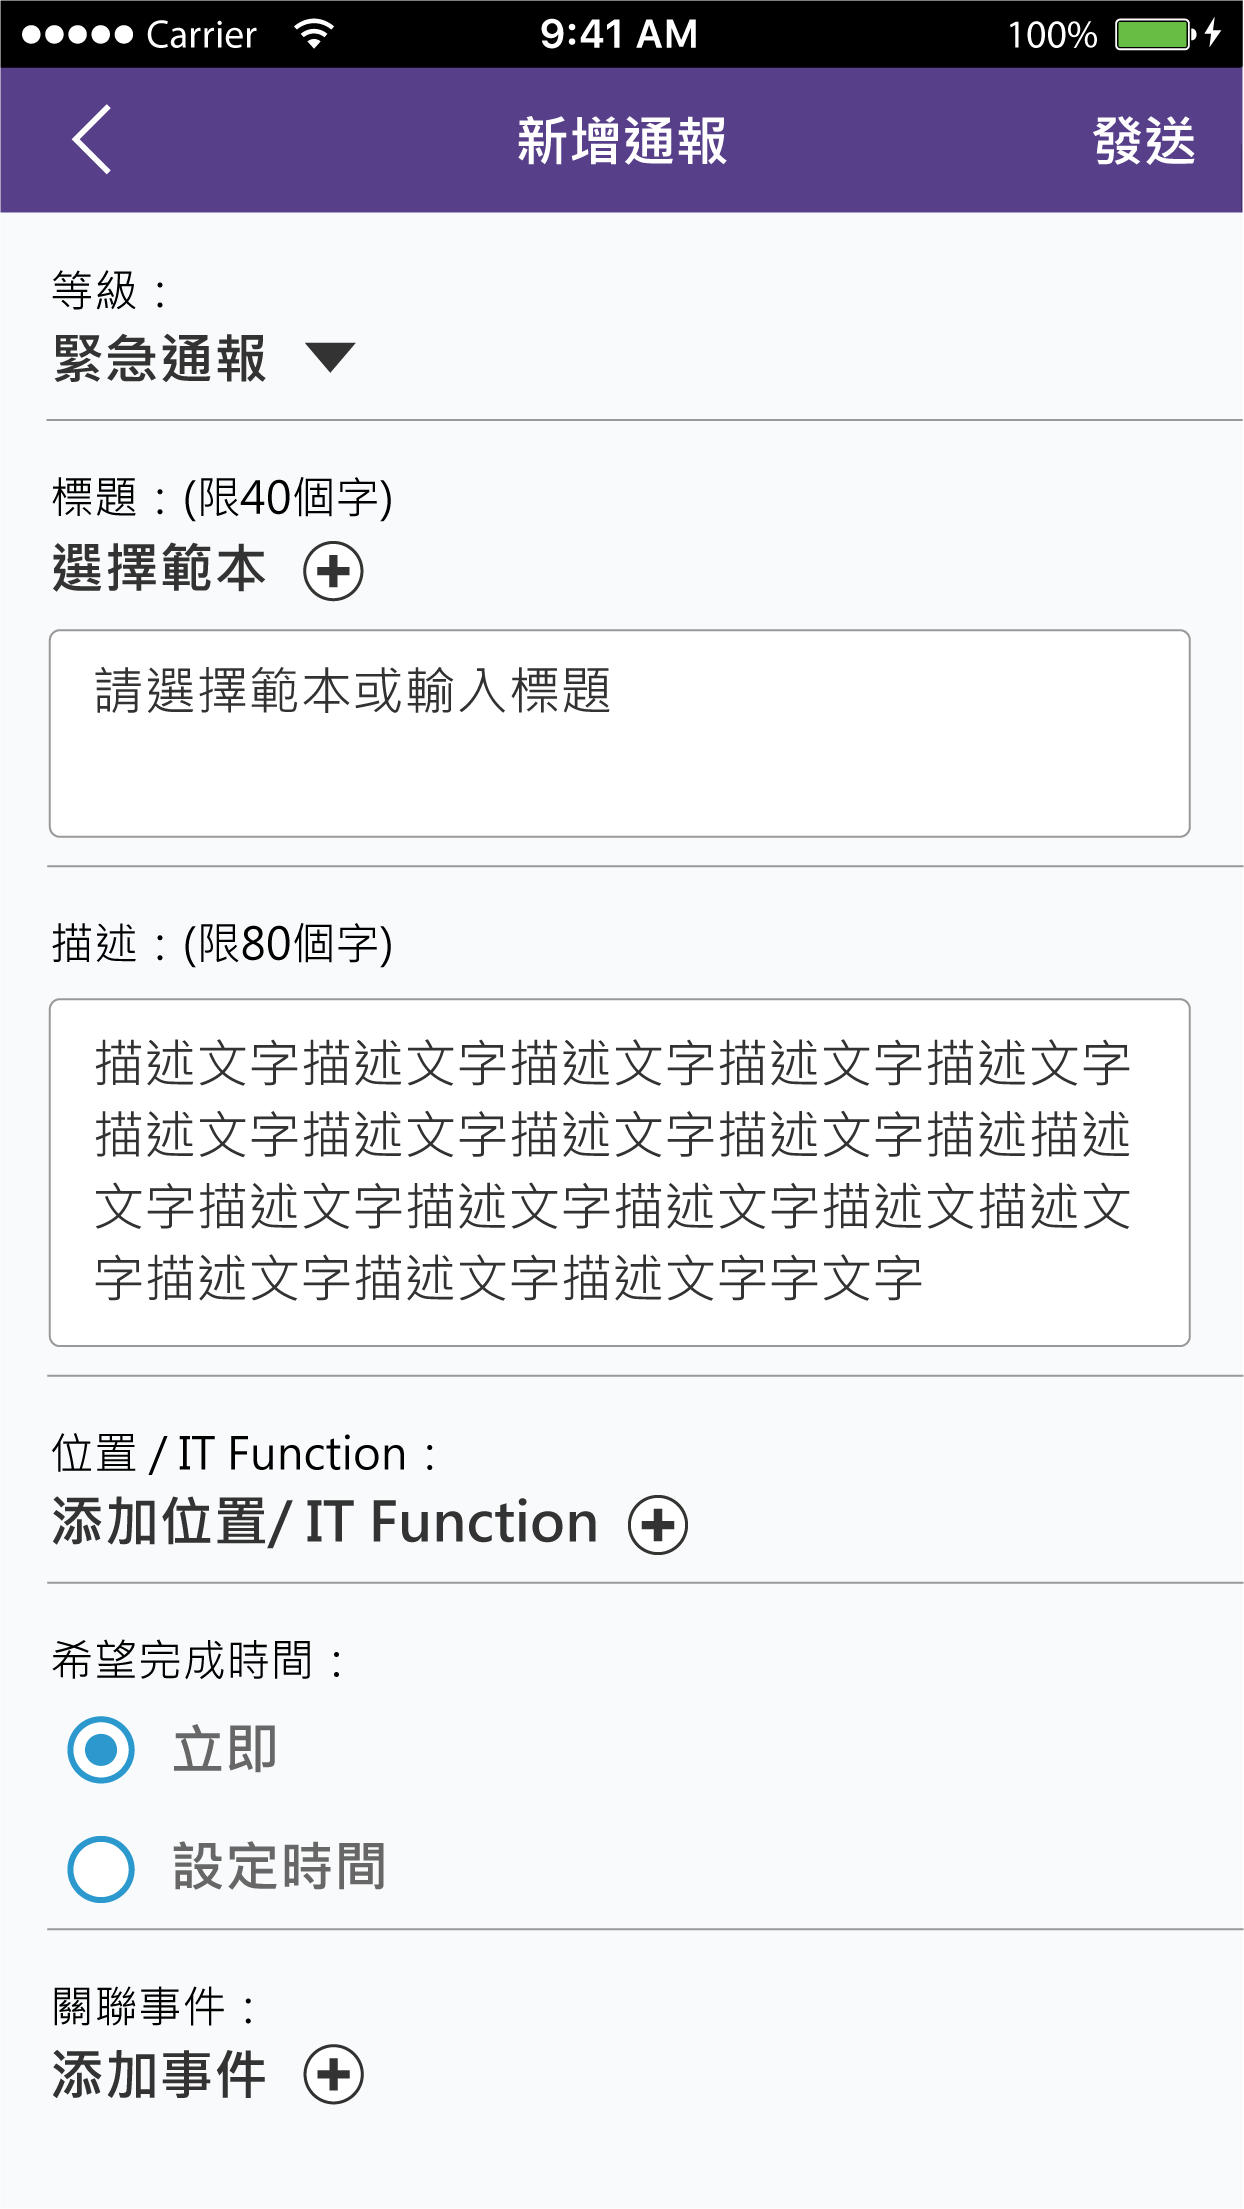 Carrier 9:41 AM 100%
新增通報 發送
等級：
緊急通報
標題：(限40個字)
選擇範本
請選擇範本或輸入標題
描述：(限80個字)
描述文字描述文字描述文字描述文字描述文字
描述文字描述文字描述文字描述文字描述描述
文字描述文字描述文字描述文字描述文描述文
字描述文字描述文字描述文字字文字
位置 / IT Function：
添加位置/ IT Function
希望完成時間：
立即
設定時間
關聯事件：
添加事件